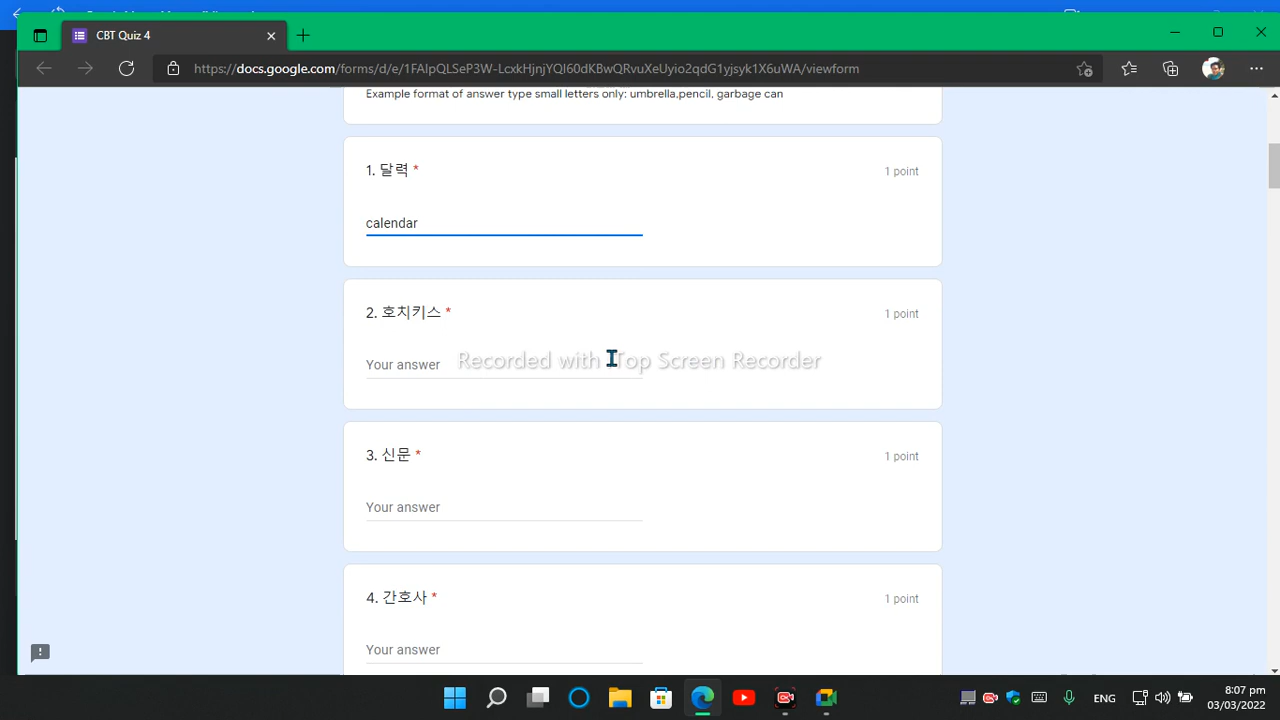 CBT Quiz 4
https://docs.google.com/forms/d/e/1FAIpQLSeP3W-LcxkHjnjYQI60dKBwQRvuXeUyio2qdG1yjsyk1X6uWA/viewform
Example format of answer type small letters only: umbrella,pencil, garbage can
1. 달력 *
1 point
calendar
2. 호치키스 *
1 point
Your answer
Recorded with iTop Screen Recorder
3. 신문 *
1 point
Your answer
4. 간호사 *
1 point
Your answer
ENG
8:07 pm
03/03/2022